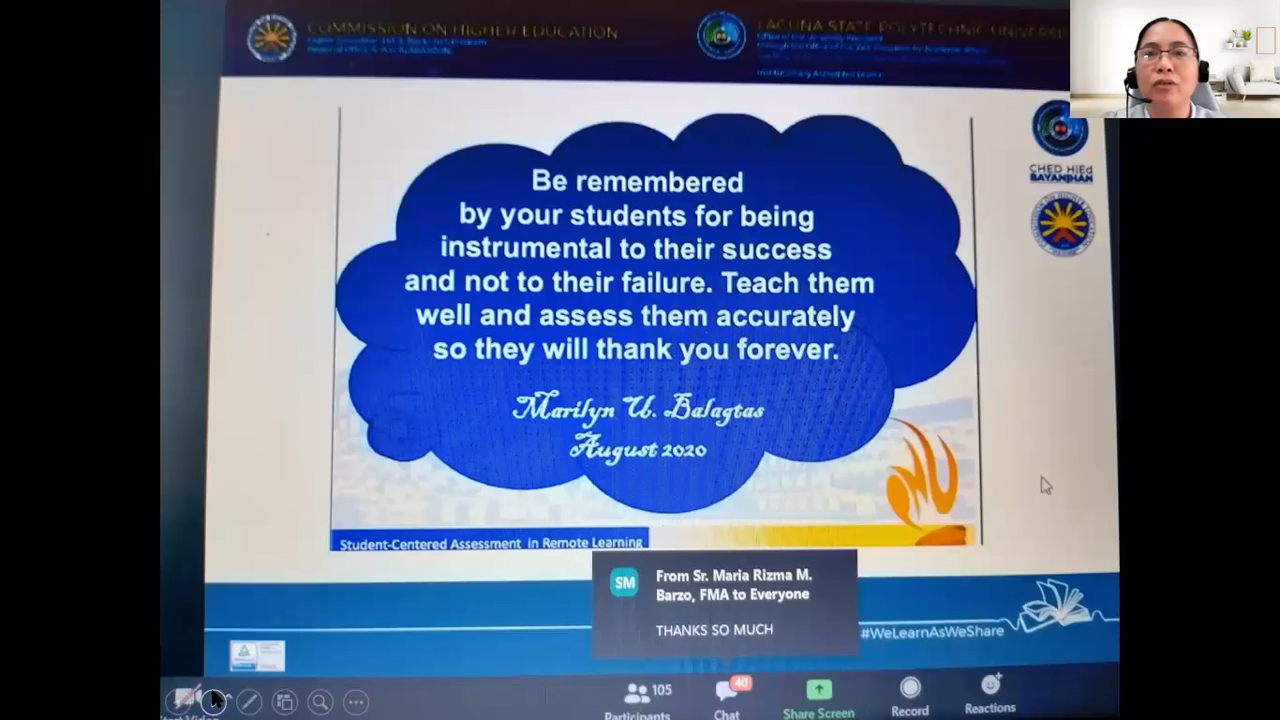 COMMISSION ON HIGHER EDUCATION
LAGUNA STATE POLYTECHNIC UNIVERSITY
CHED HiEd
BAYANIHAN
Be remembered
by your students for being
instrumental to their success
and not to their failure. Teach them
well and assess them accurately
so they will thank you forever.
Marilyn U. Balagtas
August 2020
PNU
Student-Centered Assessment in Remote Learning
SM
From Sr. Maria Rizma M.
Barzo, FMA to Everyone
THANKS SO MUCH
#WeLearnAsWeShare
Start Video
105
Participants
40
Chat
Share Screen
Record
Reactions